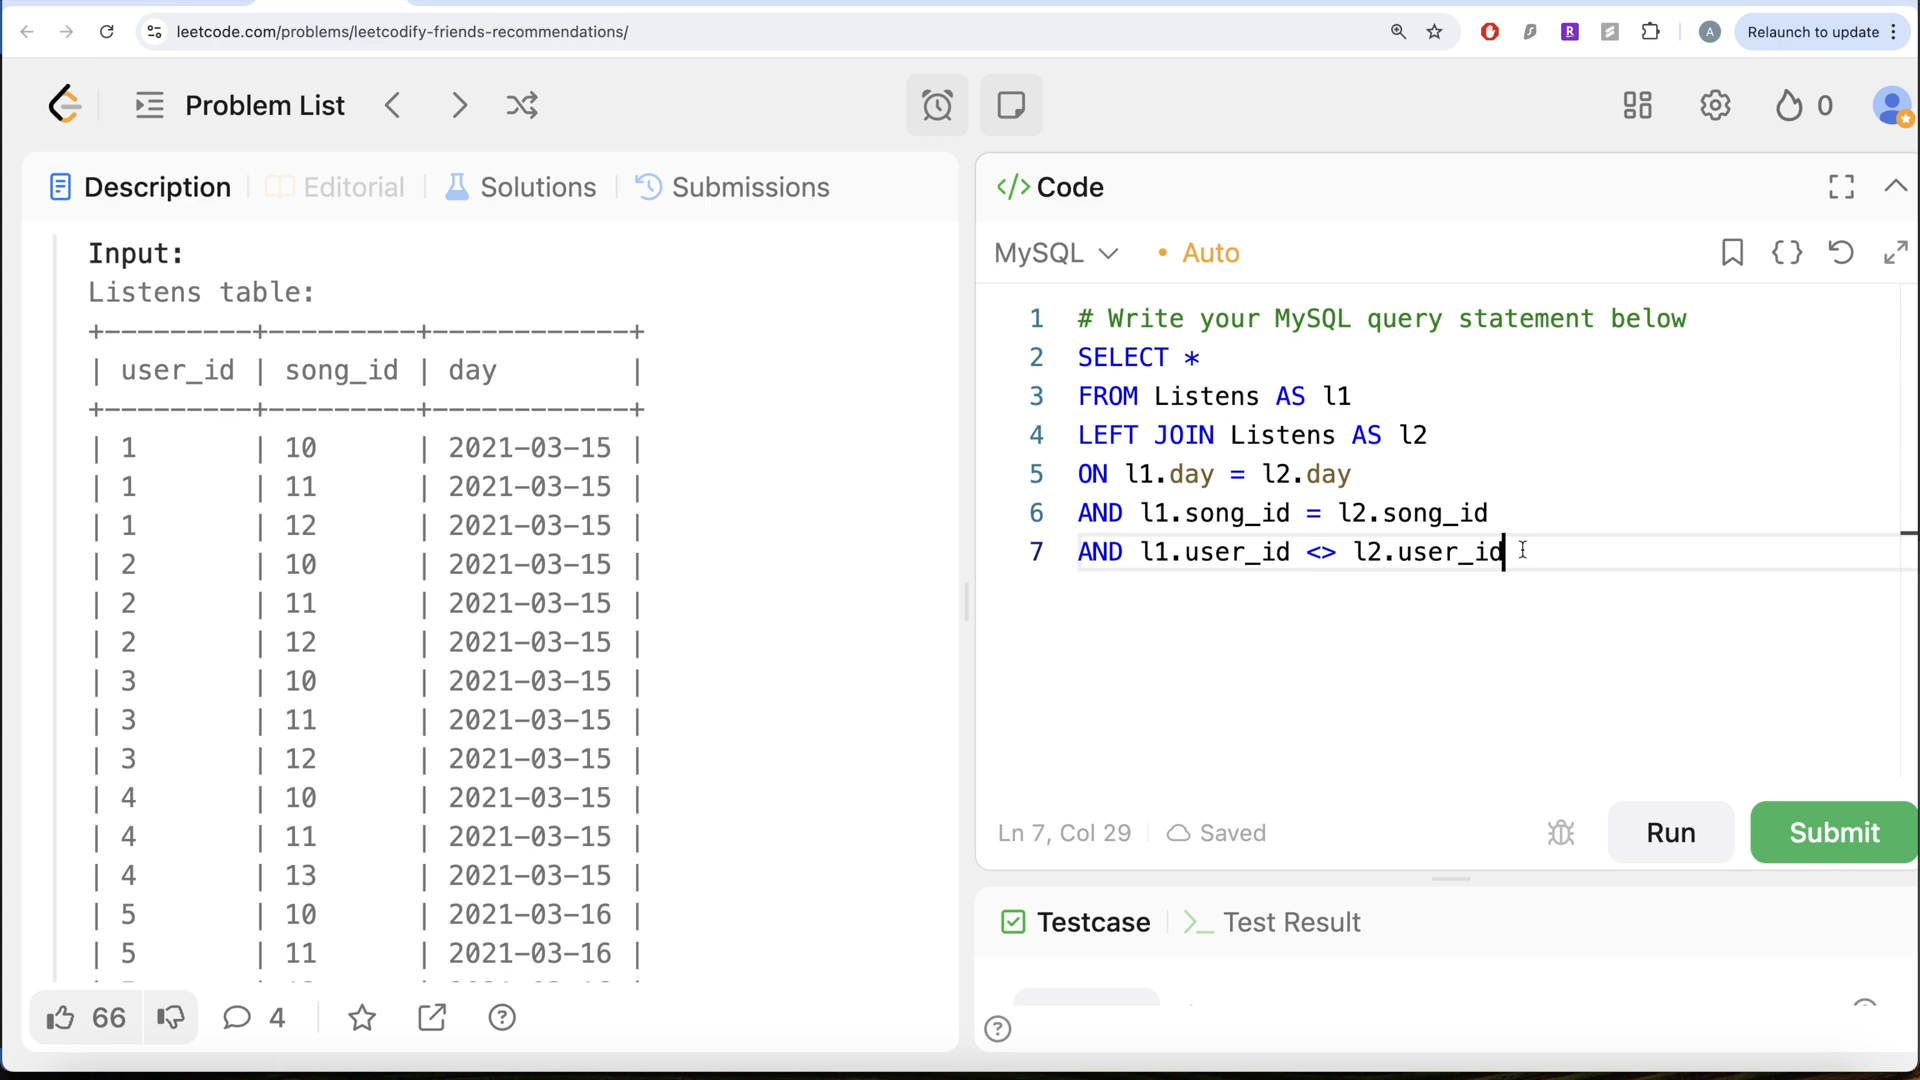 leetcode.com/problems/leetcodify-friends-recommendations/
R
A
Relaunch to update
Problem List
0
Description
Editorial
Solutions
Submissions
Input:
Listens table:
+---------+---------+------------+
| user_id | song_id | day        |
+---------+---------+------------+
| 1       | 10      | 2021-03-15 |
| 1       | 11      | 2021-03-15 |
| 1       | 12      | 2021-03-15 |
| 2       | 10      | 2021-03-15 |
| 2       | 11      | 2021-03-15 |
| 2       | 12      | 2021-03-15 |
| 3       | 10      | 2021-03-15 |
| 3       | 11      | 2021-03-15 |
| 3       | 12      | 2021-03-15 |
| 4       | 10      | 2021-03-15 |
| 4       | 11      | 2021-03-15 |
| 4       | 13      | 2021-03-15 |
| 5       | 10      | 2021-03-16 |
| 5       | 11      | 2021-03-16 |
66
4
</> Code
MySQL
• Auto
1 # Write your MySQL query statement below
2 SELECT *
3 FROM Listens AS l1
4 LEFT JOIN Listens AS l2
5 ON l1.day = l2.day
6 AND l1.song_id = l2.song_id
7 AND l1.user_id <> l2.user_id
Ln 7, Col 29
Saved
Run
Submit
Testcase
>_ Test Result